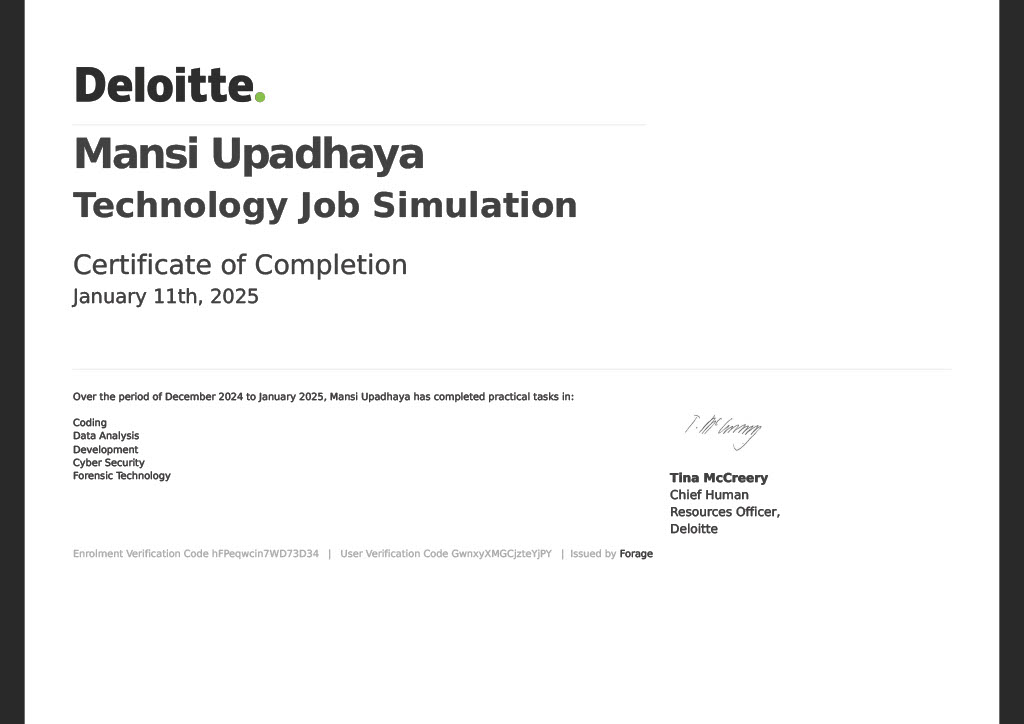 Deloitte.
Mansi Upadhaya
Technology Job Simulation
Certificate of Completion
January 11th, 2025
Over the period of December 2024 to January 2025, Mansi Upadhaya has completed practical tasks in:
Coding
Data Analysis
Development
Cyber Security
Forensic Technology
T. McCreery
Tina McCreery
Chief Human
Resources Officer,
Deloitte
Enrolment Verification Code hFPeqwcin7WD73D34 | User Verification Code GwnxyXMGCjzteYjPY | Issued by Forage